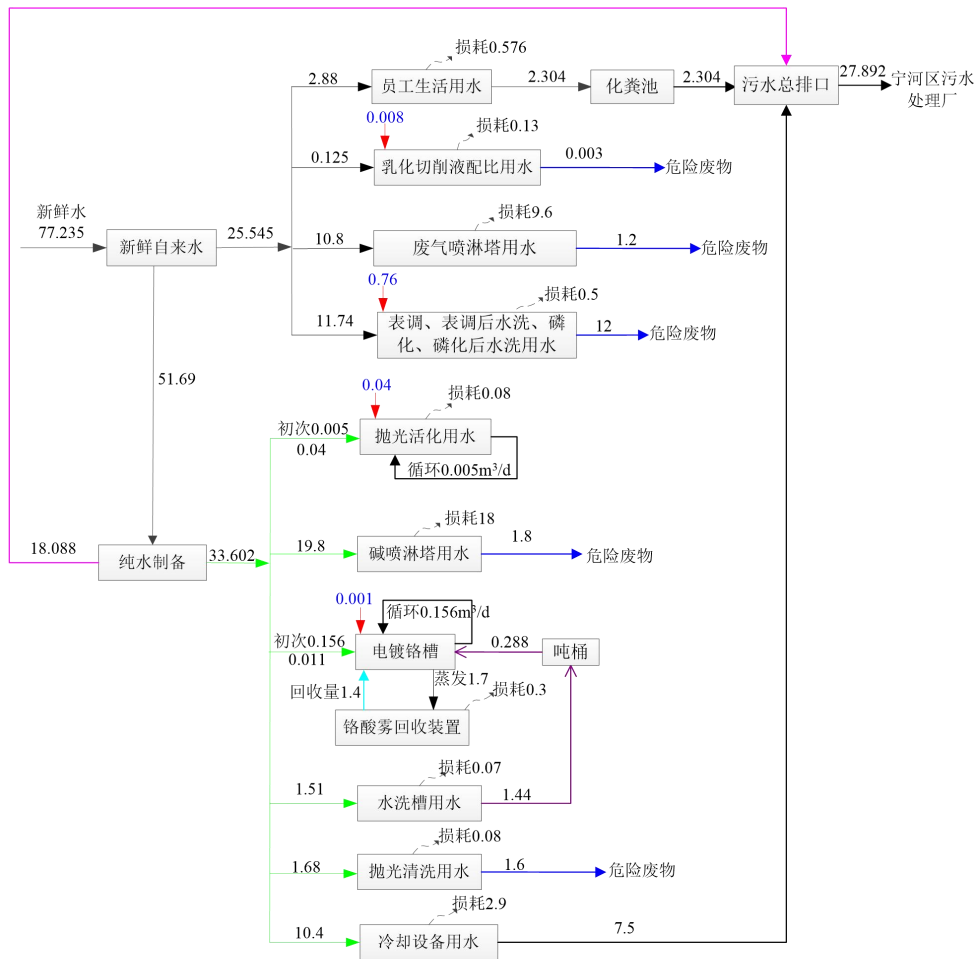 损耗0.576
2.88
员工生活用水
2.304
化粪池
2.304
污水总排口
27.892
宁河区污水
处理厂
0.008
损耗0.13
0.125
乳化切削液配比用水
0.003
危险废物
新鲜水
77.235
新鲜自来水
25.545
损耗9.6
10.8
废气喷淋塔用水
1.2
危险废物
0.76
损耗0.5
11.74
表调、表调后水洗、磷
化、磷化后水洗用水
12
危险废物
51.69
0.04
损耗0.08
初次0.005
0.04
抛光活化用水
循环0.005m³/d
18.088
纯水制备
33.602
损耗18
19.8
碱喷淋塔用水
1.8
危险废物
0.001
循环0.156m³/d
初次0.156
0.011
电镀铬槽
0.288
吨桶
回收量1.4
蒸发1.7
损耗0.3
铬酸雾回收装置
损耗0.07
1.51
水洗槽用水
1.44
损耗0.08
1.68
抛光清洗用水
1.6
危险废物
损耗2.9
10.4
冷却设备用水
7.5